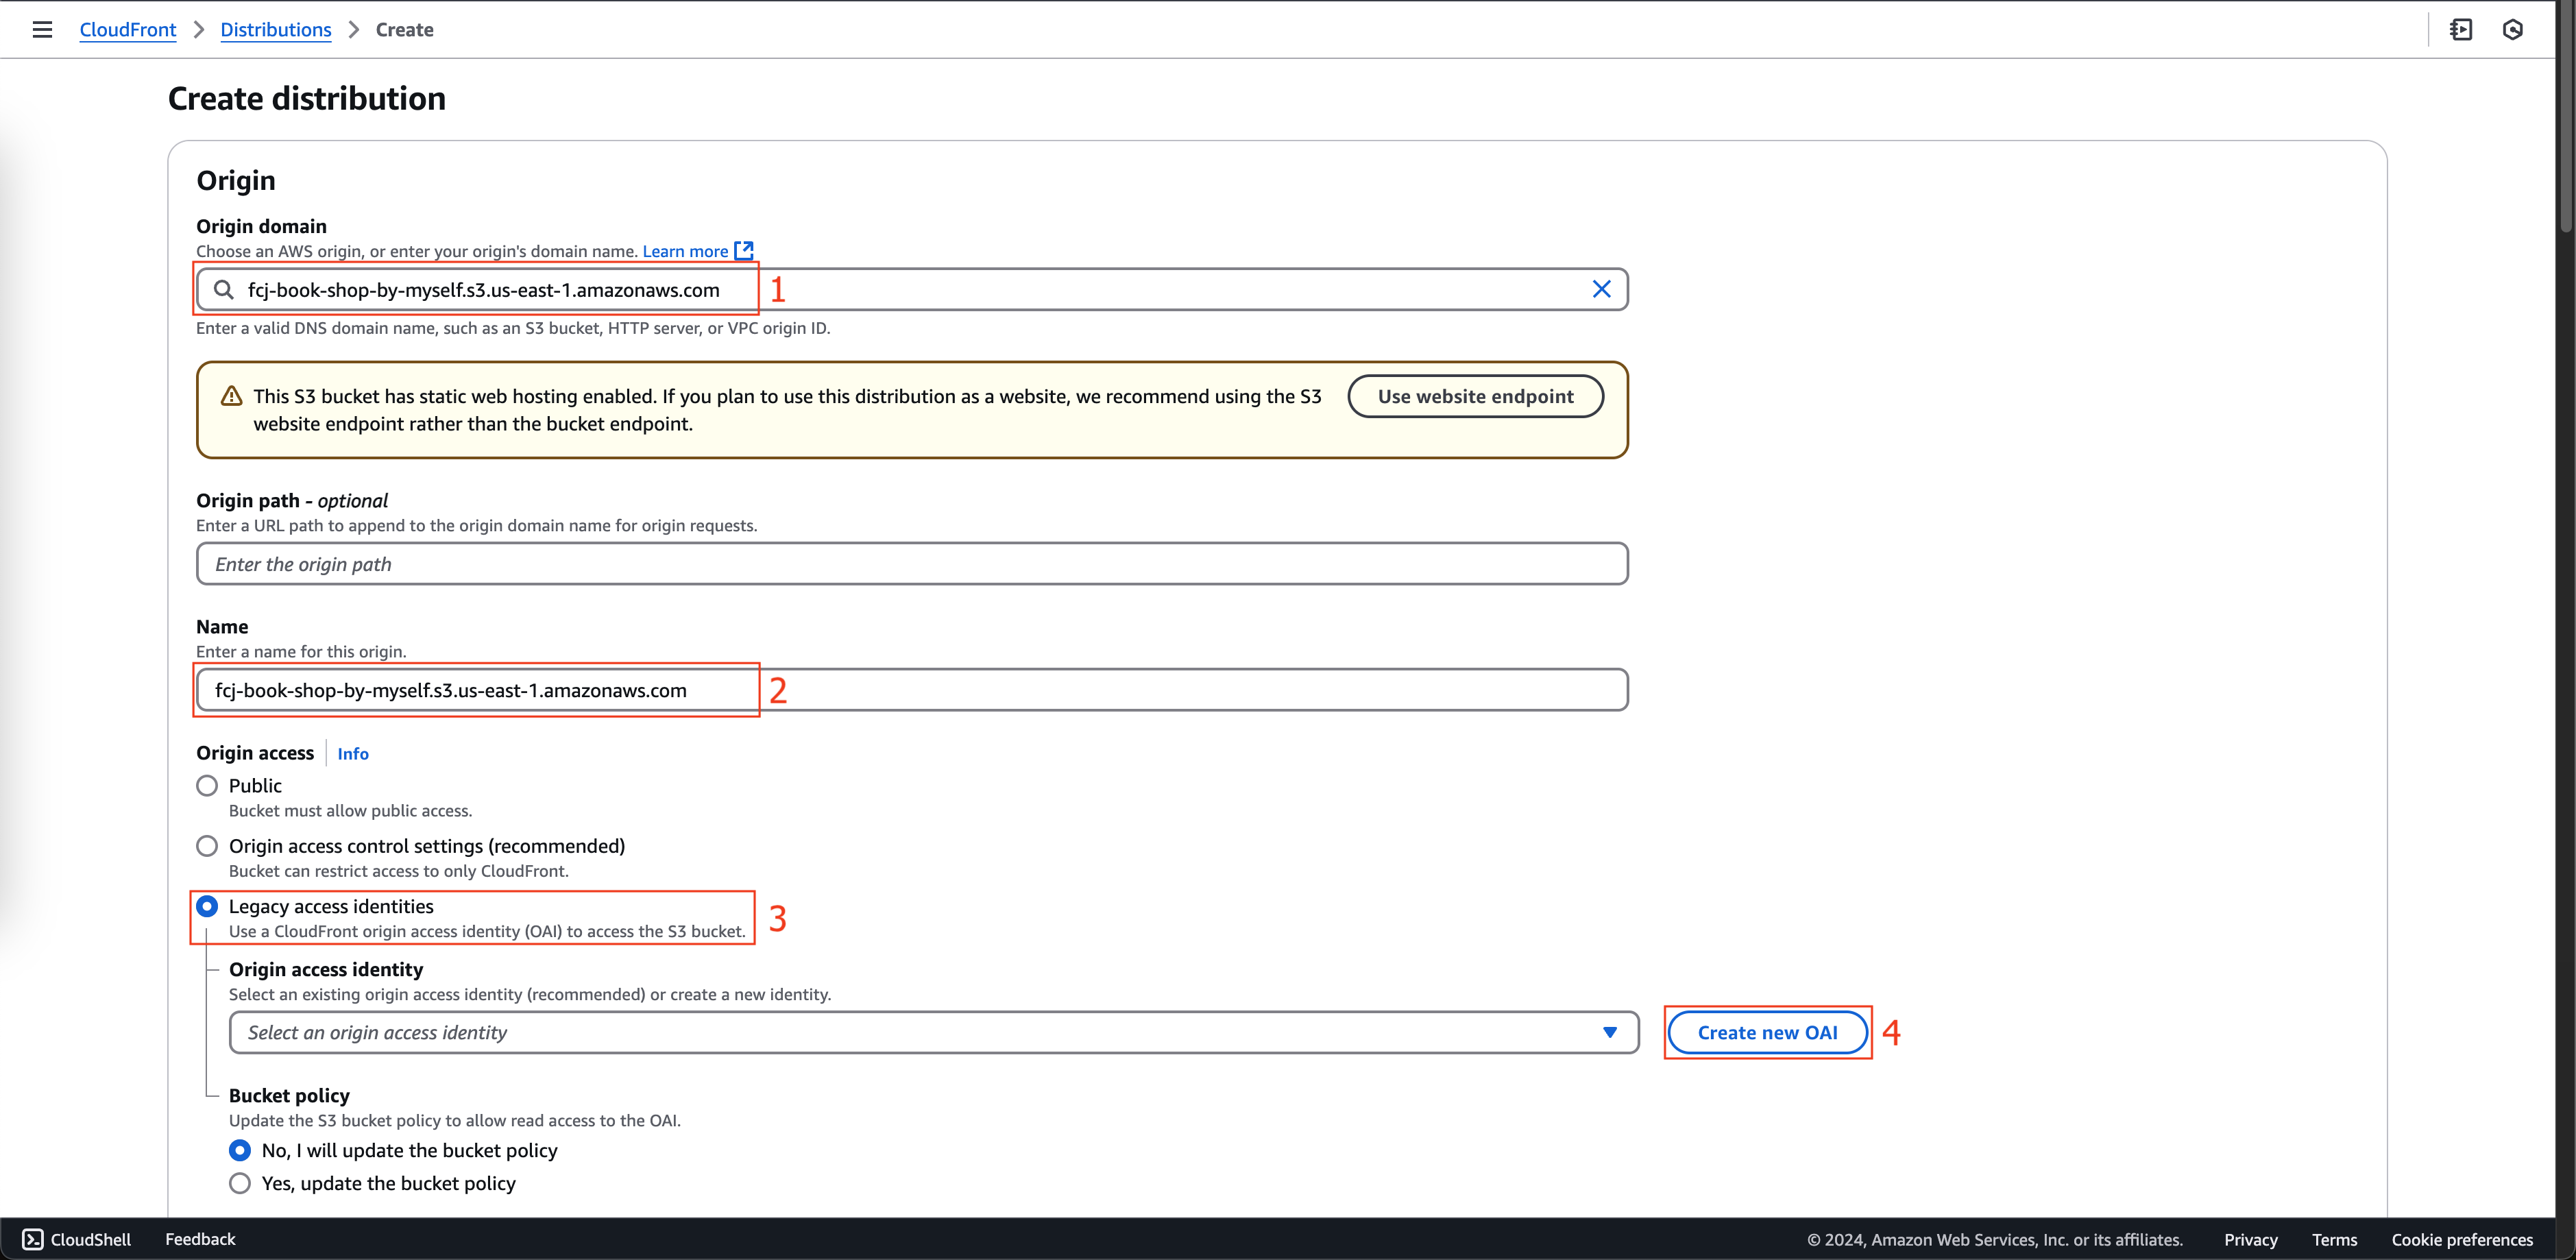 CloudFront > Distributions > Create
Create distribution
Origin
Origin domain
Choose an AWS origin, or enter your origin's domain name. Learn more
fcj-book-shop-by-myself.s3.us-east-1.amazonaws.com 1
Enter a valid DNS domain name, such as an S3 bucket, HTTP server, or VPC origin ID.
This S3 bucket has static web hosting enabled. If you plan to use this distribution as a website, we recommend using the S3
website endpoint rather than the bucket endpoint.
Use website endpoint
Origin path - optional
Enter a URL path to append to the origin domain name for origin requests.
Enter the origin path
Name
Enter a name for this origin.
fcj-book-shop-by-myself.s3.us-east-1.amazonaws.com 2
Origin access Info
Public
Bucket must allow public access.
Origin access control settings (recommended)
Bucket can restrict access to only CloudFront.
Legacy access identities
Use a CloudFront origin access identity (OAI) to access the S3 bucket.
3
Origin access identity
Select an existing origin access identity (recommended) or create a new identity.
Select an origin access identity
Create new OAI 4
Bucket policy
Update the S3 bucket policy to allow read access to the OAI.
No, I will update the bucket policy
Yes, update the bucket policy
CloudShell Feedback © 2024, Amazon Web Services, Inc. or its affiliates. Privacy Terms Cookie preferences